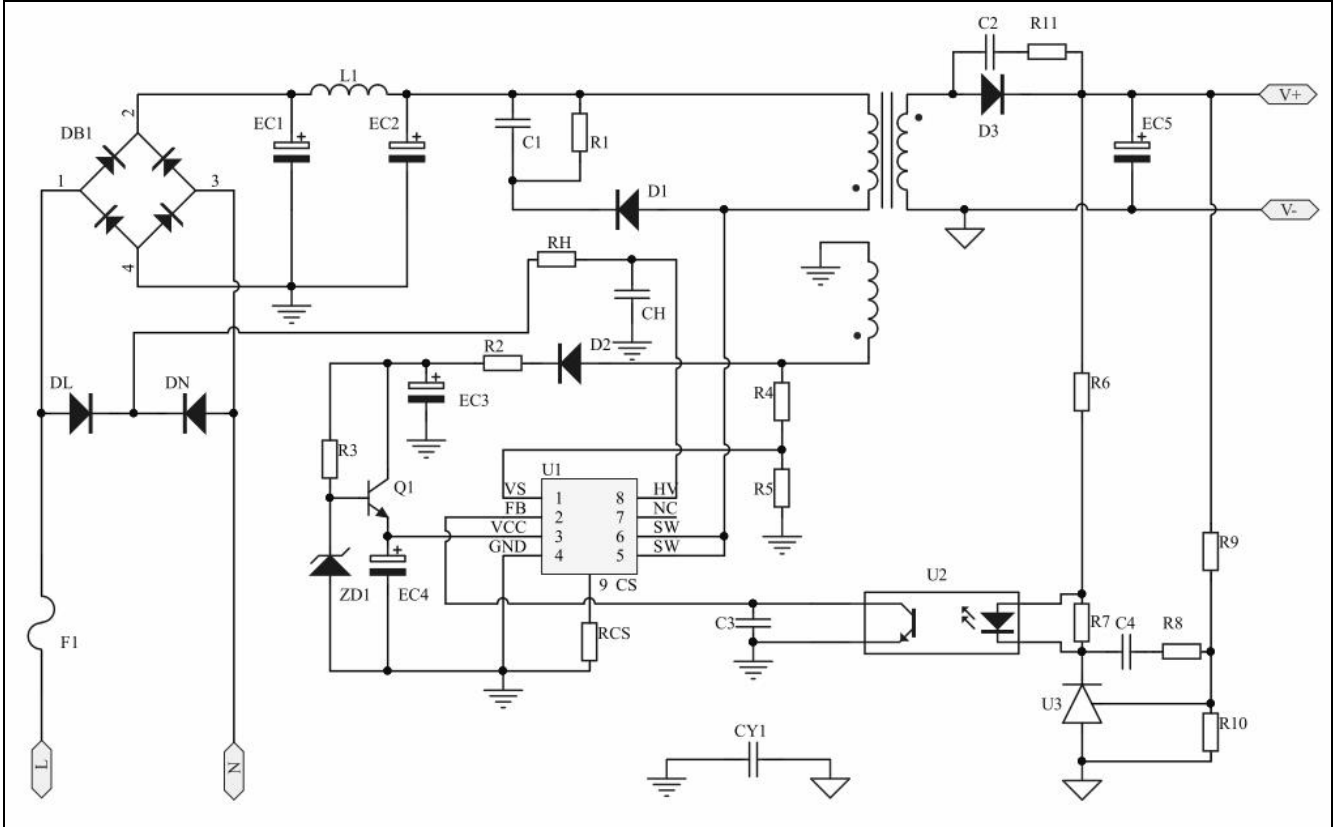 C2 R11
L1
V+
2
DB1
EC1
EC2
C1
R1
D3
EC5
1
3
D1
V-
RH
4
CH
R2
D2
DL
DN
EC3
R4
R6
R3
U1
Q1
VS 1 8 HV
R5
FB 2 7 NC
VCC 3 6 SW
GND 4 5 SW
R9
9 CS
ZD1
EC4
U2
F1
RCS
C3
R7 C4 R8
U3
R10
CY1
L
N